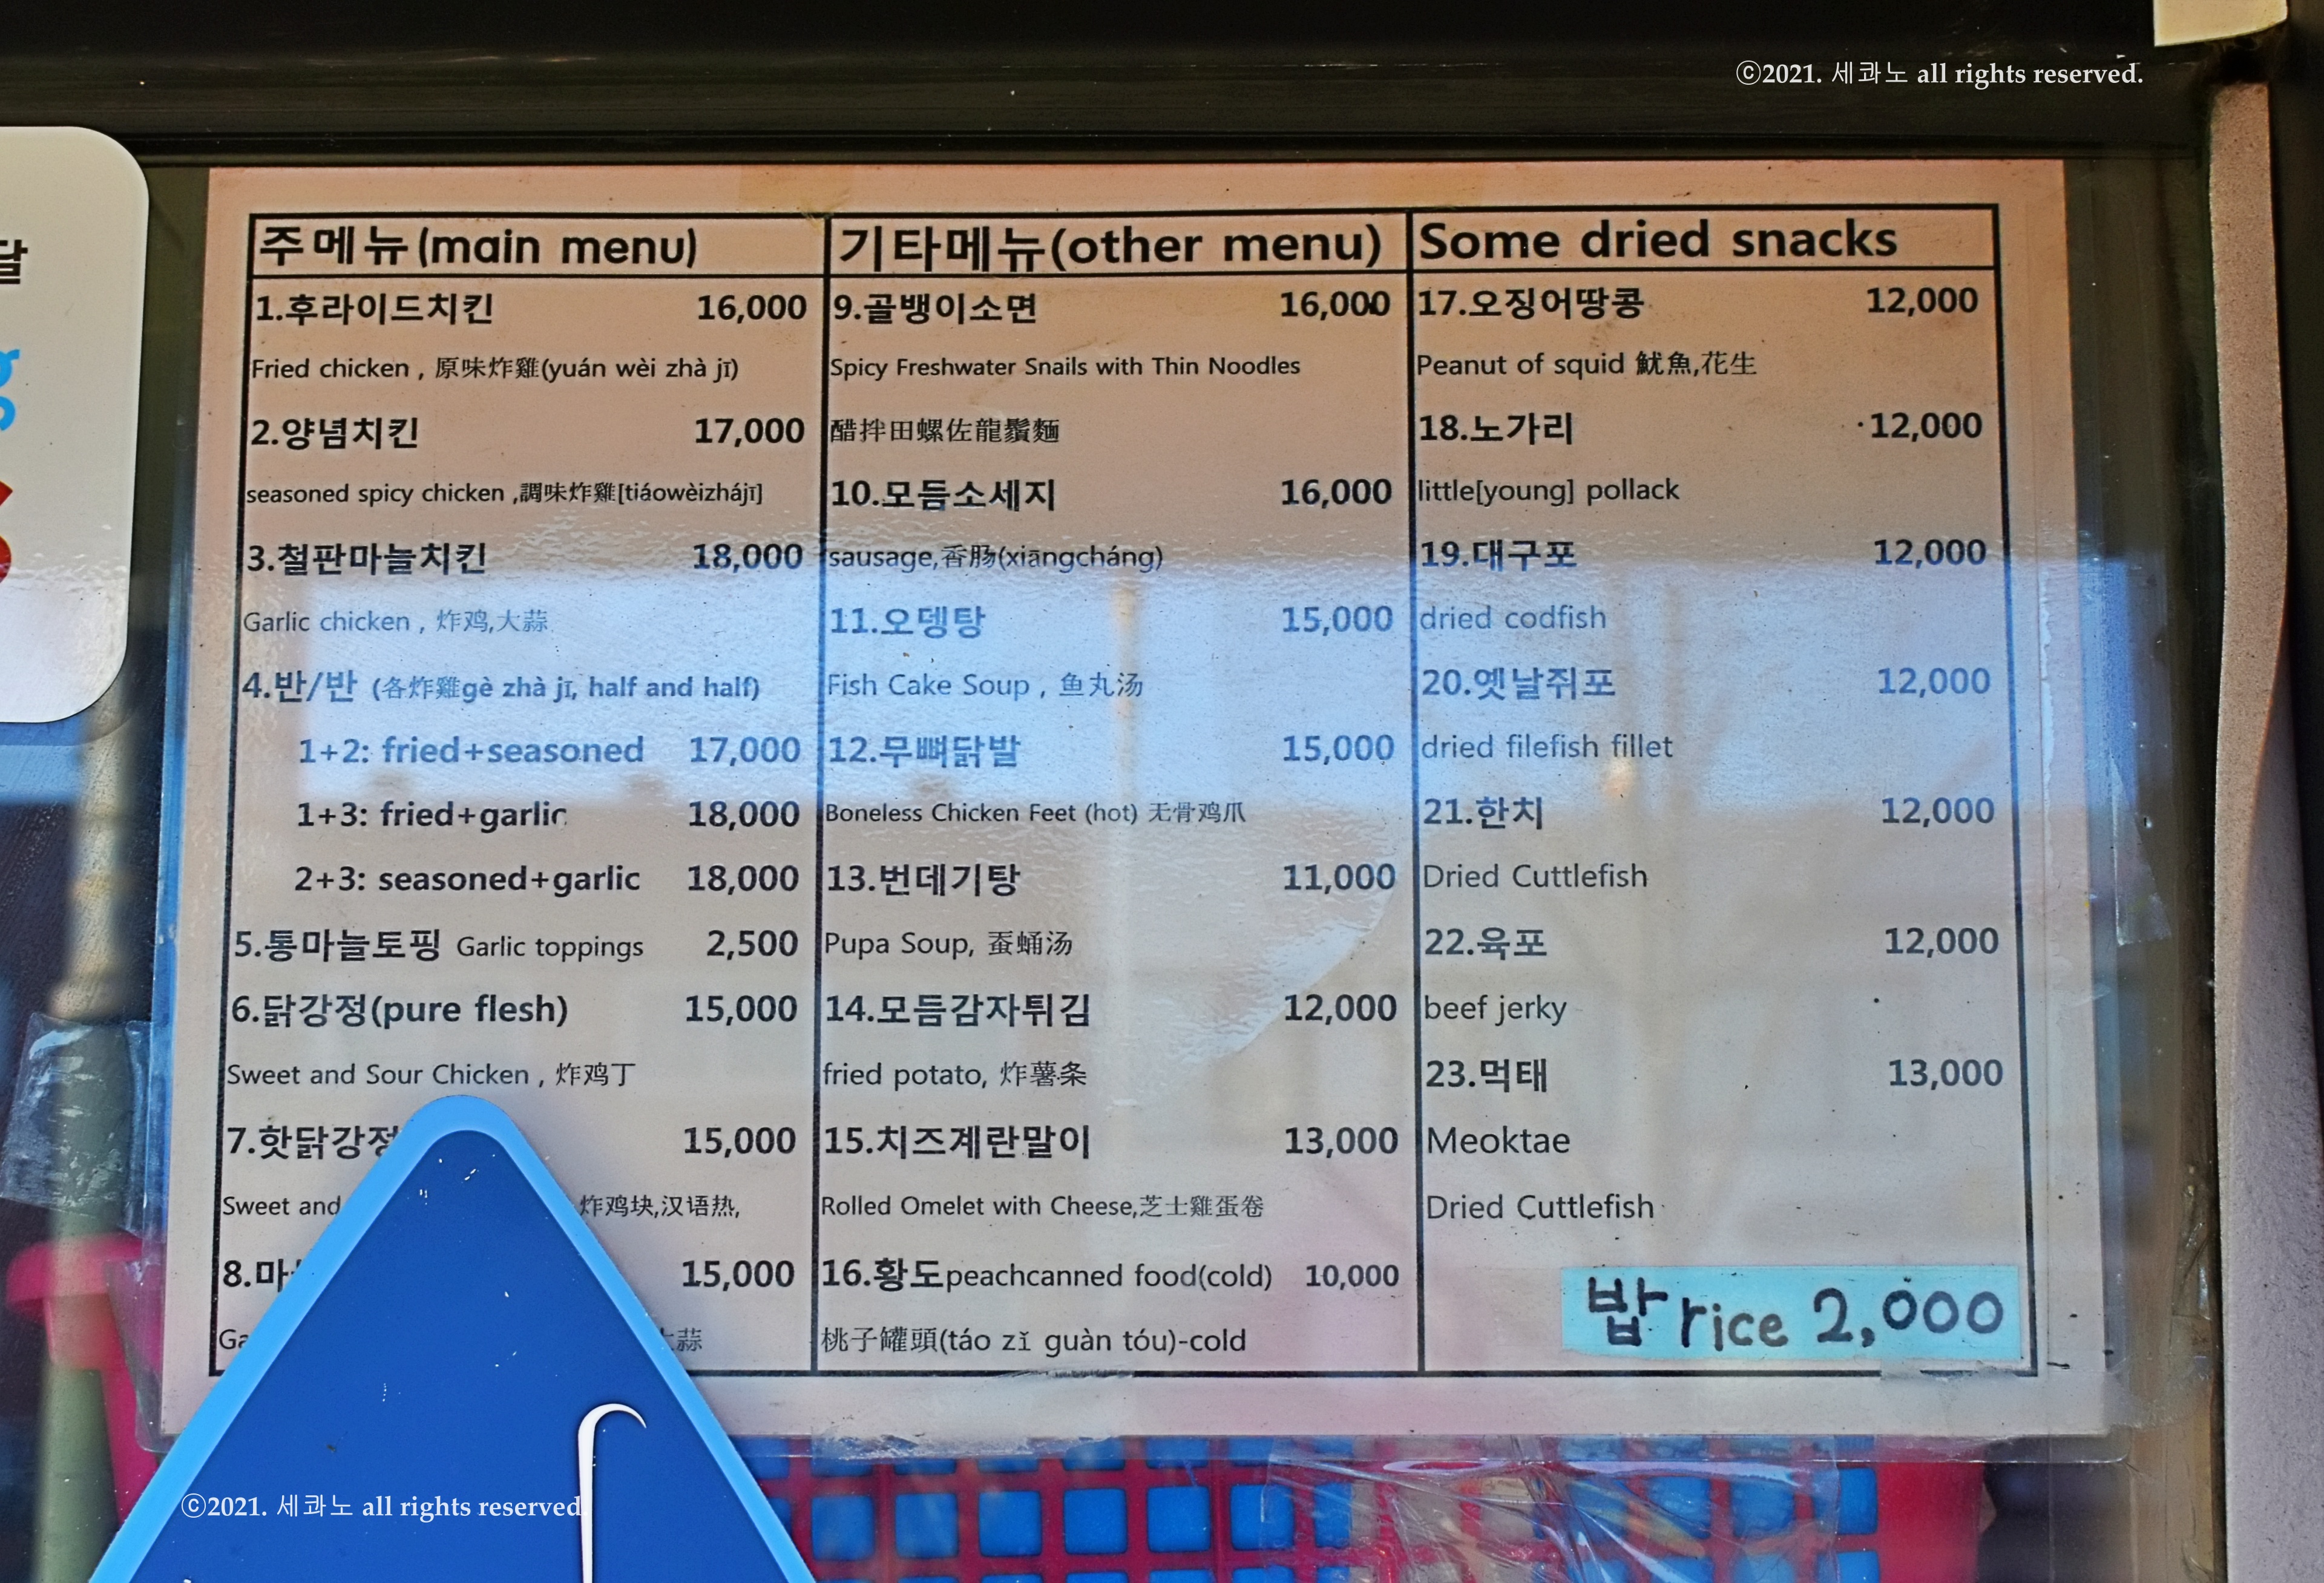 ⓒ2021. 세콰노 all rights reserved.
달
g
주메뉴(main menu)
1.후라이드치킨 16,000
Fried chicken , 原味炸雞(yuán wèi zhà jī)
2.양념치킨 17,000
seasoned spicy chicken ,調味炸雞[tiáowèizhájī]
3.철판마늘치킨 18,000
Garlic chicken , 炸鸡,大蒜
4.반/반 (各炸雞gè zhà jī, half and half)
1+2: fried+seasoned 17,000
1+3: fried+garlic 18,000
2+3: seasoned+garlic 18,000
5.통마늘토핑 Garlic toppings 2,500
6.닭강정(pure flesh) 15,000
Sweet and Sour Chicken , 炸鸡丁
7.핫닭강정 15,000
Sweet and 炸鸡块,汉语热,
8.마 15,000
Ga 蒜
기타메뉴(other menu)
9.골뱅이소면 16,000
Spicy Freshwater Snails with Thin Noodles
醋拌田螺佐龍鬚麵
10.모듬소세지 16,000
sausage,香肠(xiāngcháng)
11.오뎅탕 15,000
Fish Cake Soup , 鱼丸汤
12.무뼈닭발 15,000
Boneless Chicken Feet (hot) 无骨鸡爪
13.번데기탕 11,000
Pupa Soup, 蚕蛹汤
14.모듬감자튀김 12,000
fried potato, 炸薯条
15.치즈계란말이 13,000
Rolled Omelet with Cheese,芝士雞蛋卷
16.황도peachcanned food(cold) 10,000
桃子罐頭(táo zǐ guàn tóu)-cold
Some dried snacks
17.오징어땅콩 12,000
Peanut of squid 魷魚,花生
18.노가리 12,000
little[young] pollack
19.대구포 12,000
dried codfish
20.옛날쥐포 12,000
dried filefish fillet
21.한치 12,000
Dried Cuttlefish
22.육포 12,000
beef jerky
23.먹태 13,000
Meoktae
Dried Cuttlefish
밥 rice 2,000
ⓒ2021. 세콰노 all rights reserved